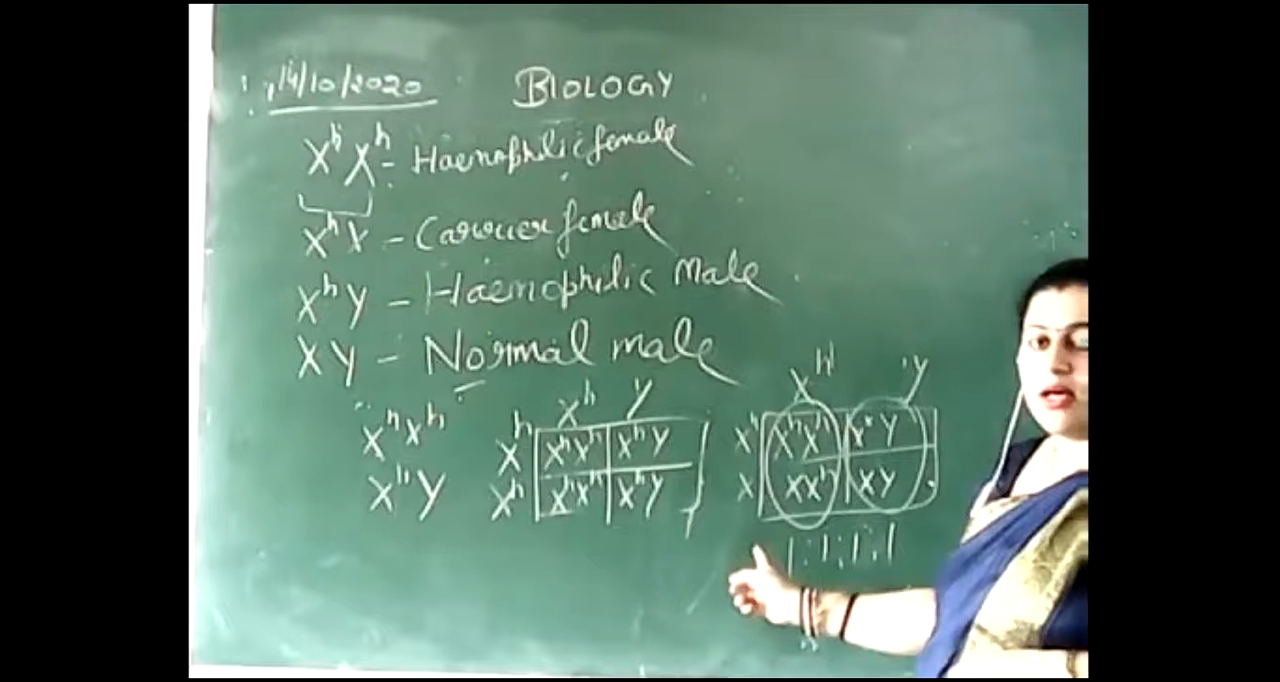 14/10/2020 BIOLOGY
XʰXʰ - Haemophilic female
XʰX - Carrier female
XʰY - Haemophilic Male
XY - Normal male
XʰXʰ
XʰY
Xʰ Y
Xʰ XʰXʰ XʰY
Xʰ XʰXʰ XʰY
Xʰ Y
Xʰ XʰXʰ XʰY
X XXʰ XY
1:1:1:1